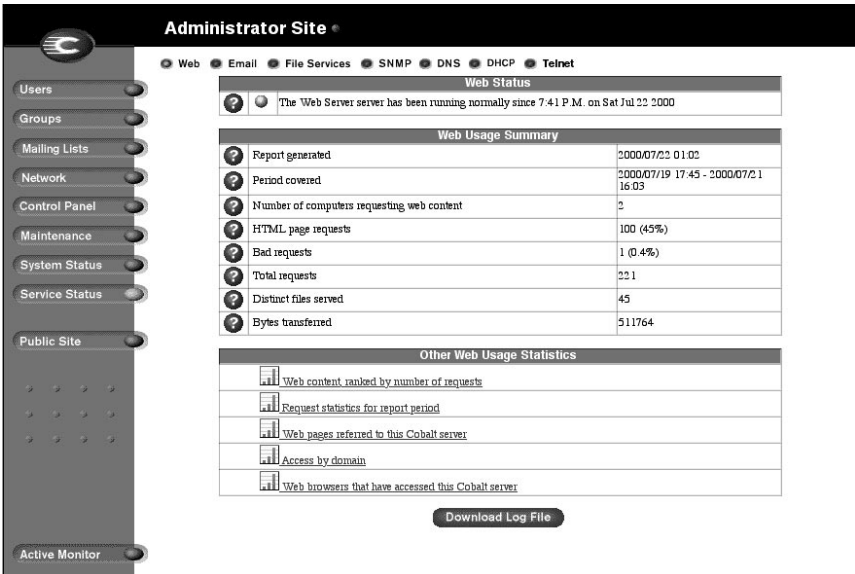 Administrator Site
Web Email File Services SNMP DNS DHCP Telnet
Users
Groups
Mailing Lists
Network
Control Panel
Maintenance
System Status
Service Status
Public Site
Active Monitor
Web Status
The Web Server server has been running normally since 7:41 P.M. on Sat Jul 22 2000
Web Usage Summary
Report generated 2000/07/22 01:02
Period covered 2000/07/19 17:45 - 2000/07/21
16:03
Number of computers requesting web content 2
HTML page requests 100 (45%)
Bad requests 1 (0.4%)
Total requests 221
Distinct files served 45
Bytes transferred 511764
Other Web Usage Statistics
Web content, ranked by number of requests
Request statistics for report period
Web pages referred to this Cobalt server
Access by domain
Web browsers that have accessed this Cobalt server
Download Log File